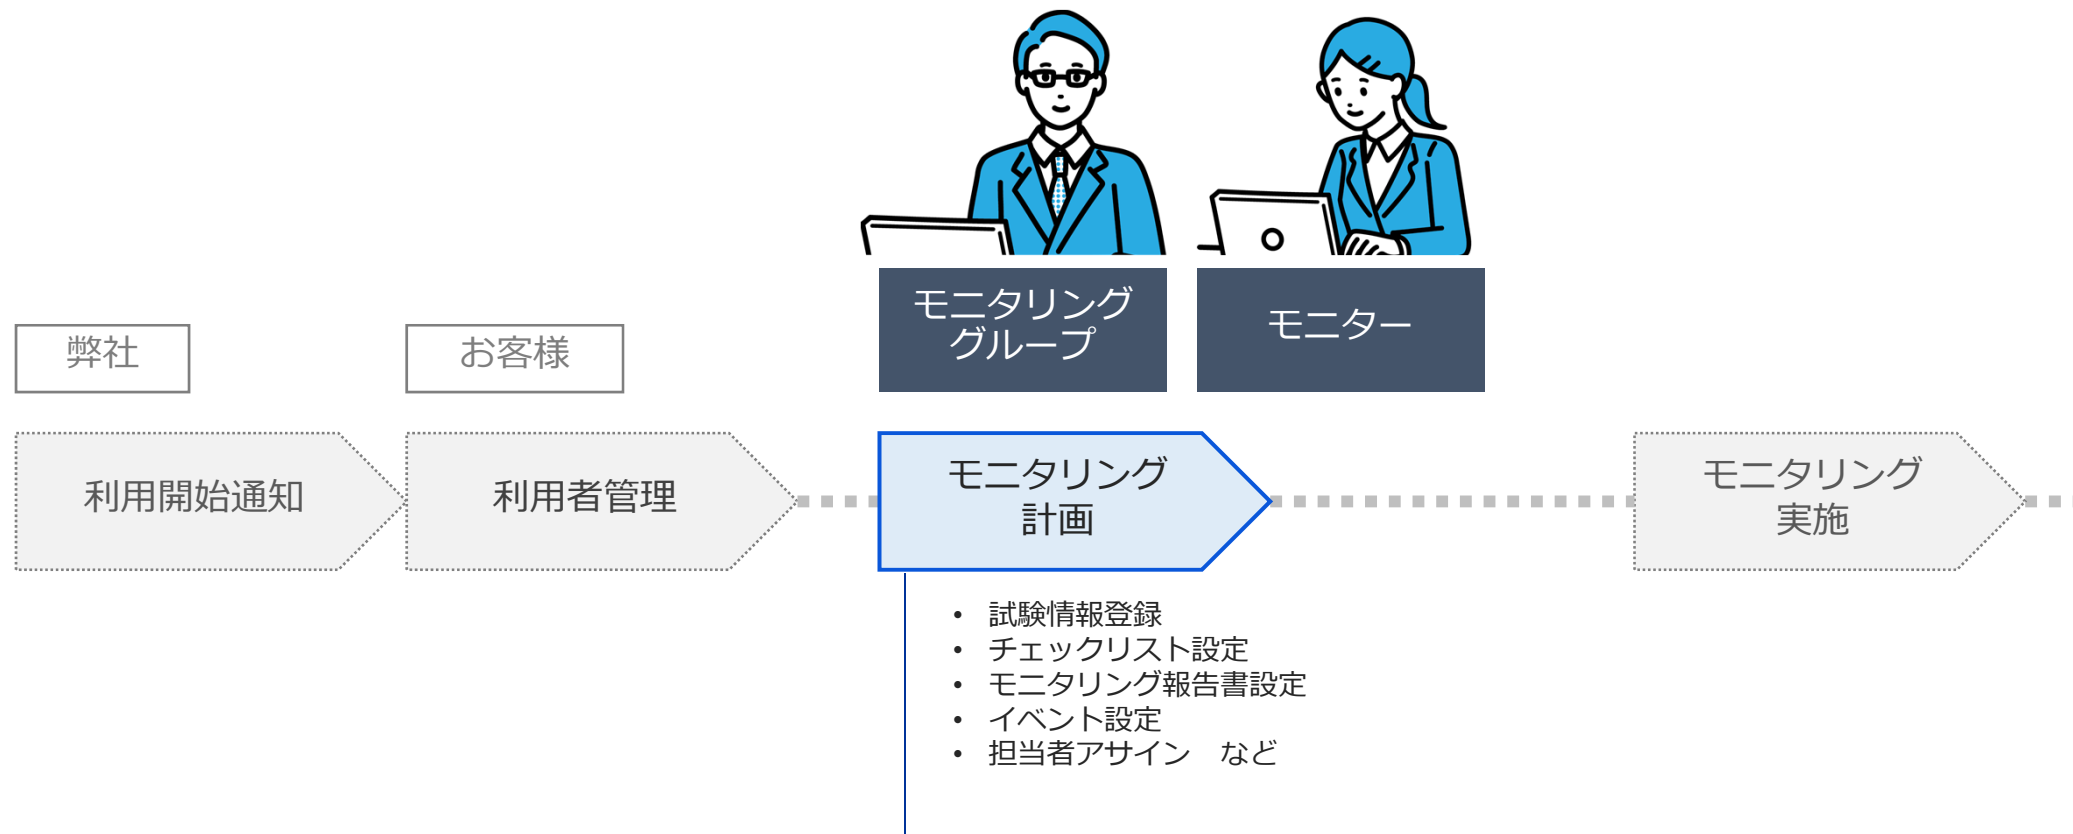 モニタリング
グループ
モニター
弊社
お客様
利用開始通知
利用者管理
モニタリング
計画
モニタリング
実施
• 試験情報登録
• チェックリスト設定
• モニタリング報告書設定
• イベント設定
• 担当者アサイン　など